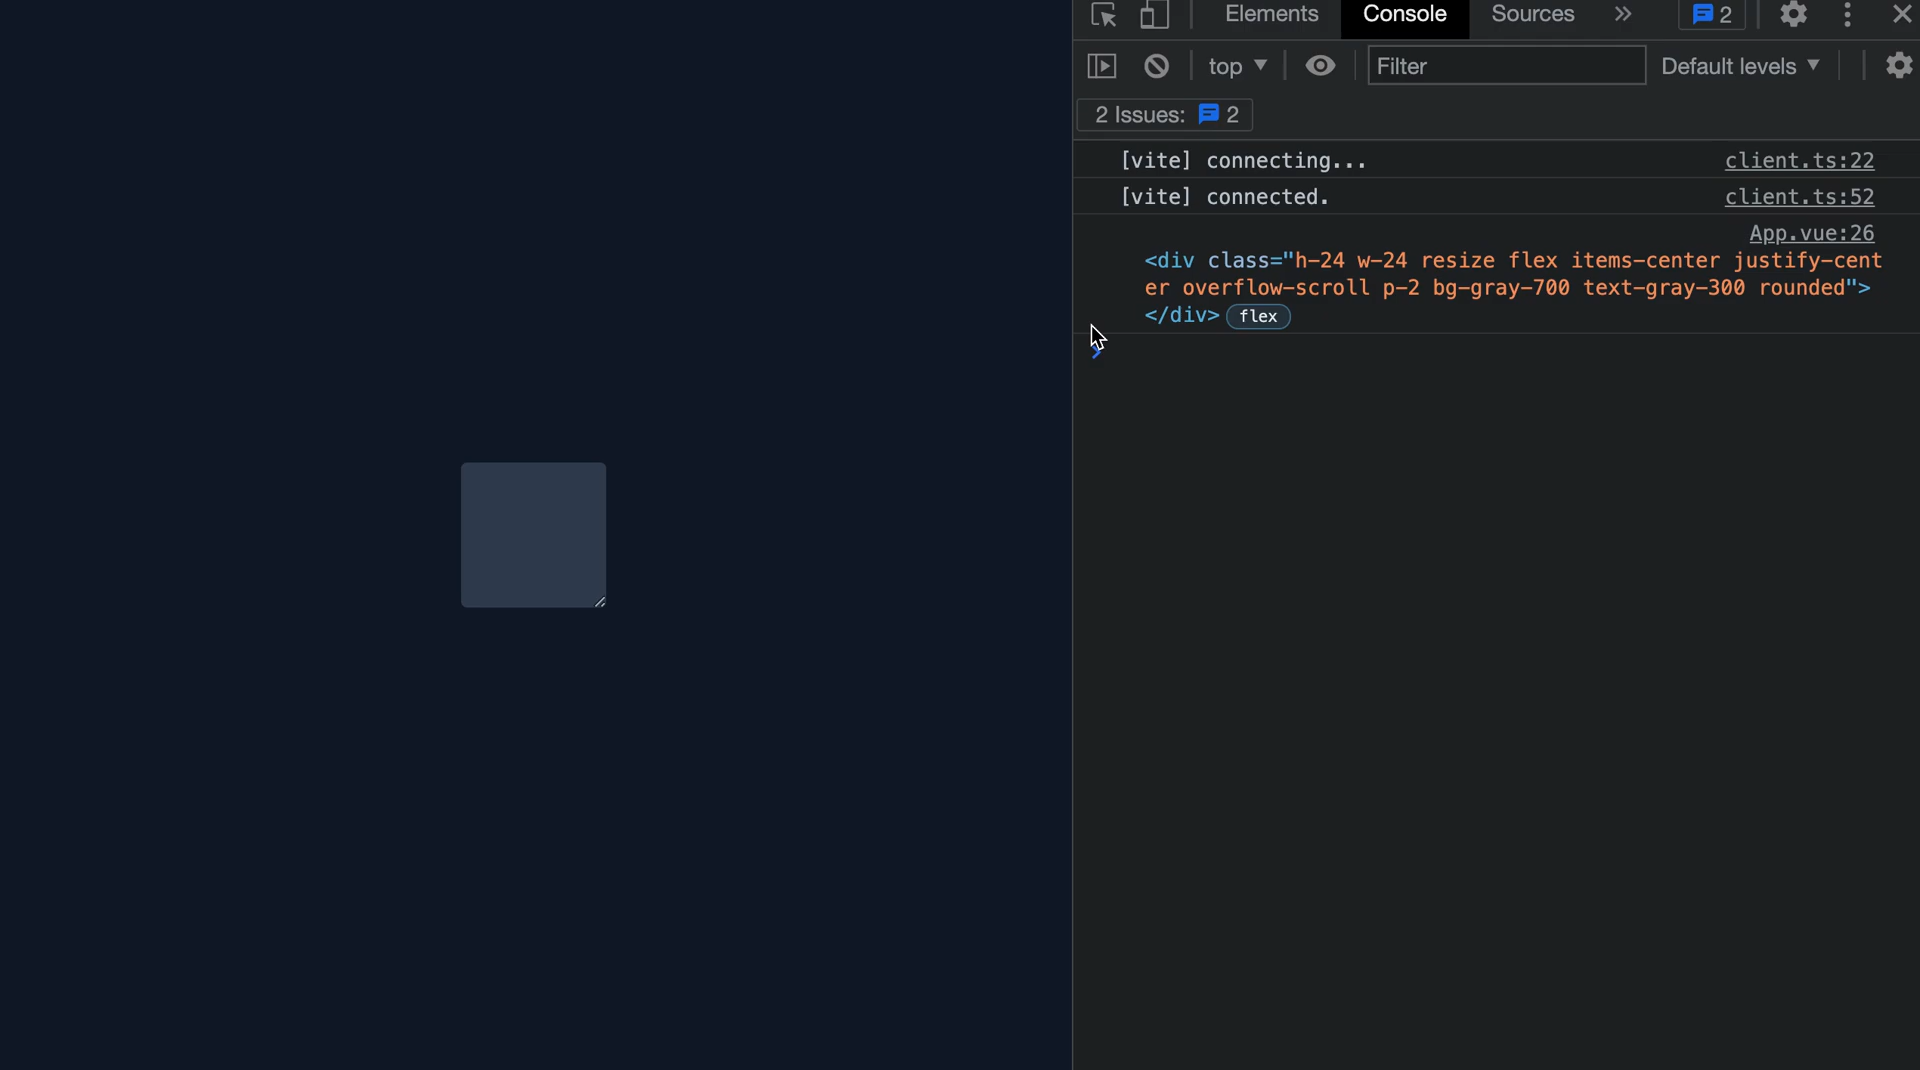 Elements Console Sources » 2
top ▼ Filter Default levels ▼
2 Issues: 2
[vite] connecting... client.ts:22
[vite] connected. client.ts:52
App.vue:26
<div class="h-24 w-24 resize flex items-center justify-cent
er overflow-scroll p-2 bg-gray-700 text-gray-300 rounded">
</div> flex